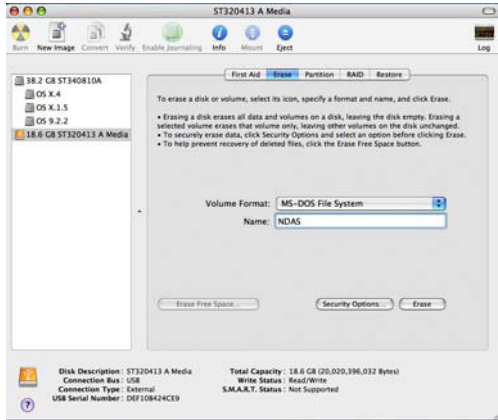 ST320413 A Media
Burn New Image Convert Verify Enable Journaling Info Mount Eject Log
38.2 GB ST340810A
OS X.4
OS X.1.5
OS 9.2.2
18.6 GB ST320413 A Media
First Aid Erase Partition RAID Restore
To erase a disk or volume, select its icon, specify a format and name, and click Erase.
• Erasing a disk erases all data and volumes on a disk, leaving the disk empty. Erasing a
selected volume erases that volume only, leaving other volumes on the disk unchanged.
• To securely erase data, click Security Options and select an option before clicking Erase.
• To help prevent recovery of deleted files, click the Erase Free Space button.
Volume Format: MS-DOS File System
Name: NDAS
Erase Free Space... Security Options... Erase
Disk Description : ST320413 A Media Total Capacity : 18.6 GB (20,020,396,032 Bytes)
Connection Bus : USB Write Status : Read/Write
Connection Type : External S.M.A.R.T. Status : Not Supported
USB Serial Number : DEF10B424CE9
?